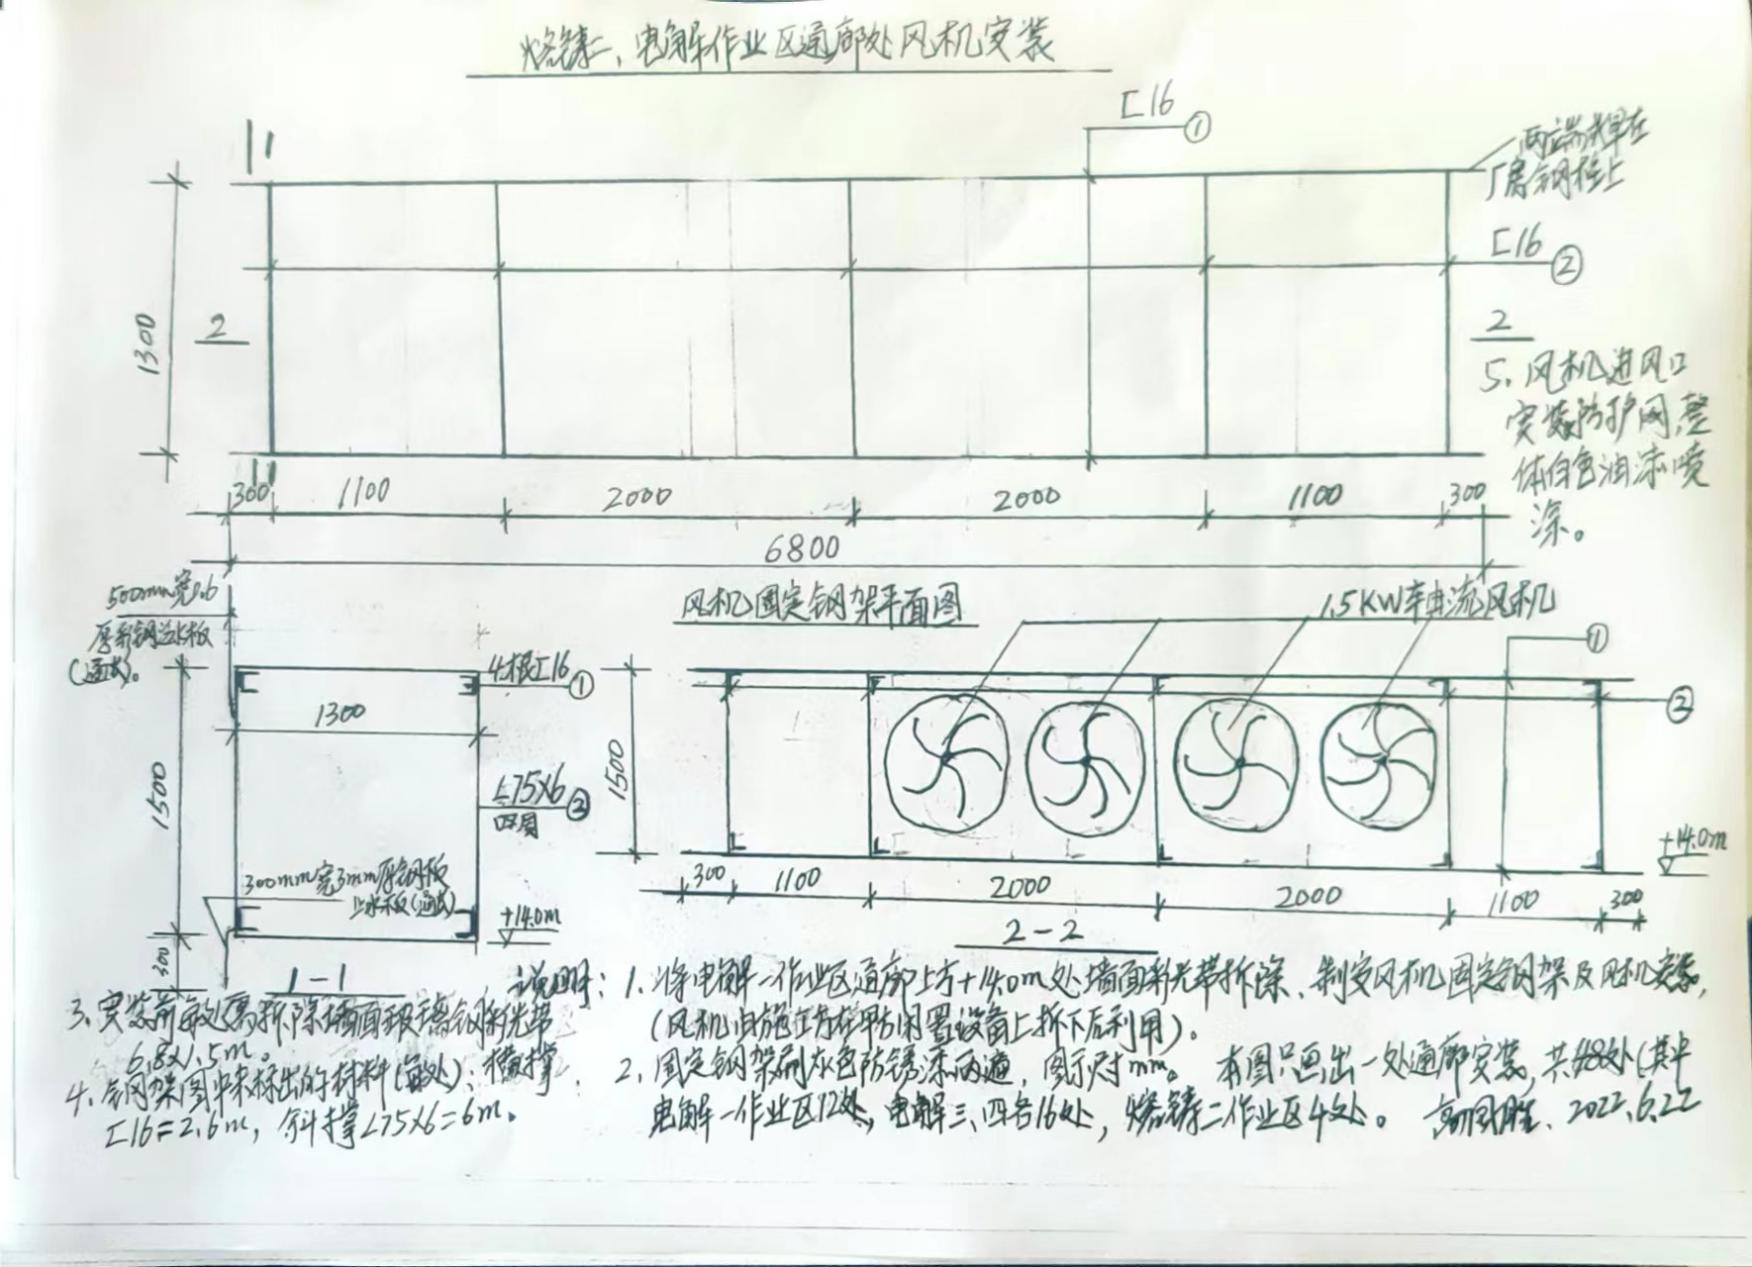 熔铸二、电解作业区通廊处风机安装
[16 ①
两端焊在
厂房钢柱上
[16 ②
1300
2
2
5、风机进风口
安装防护网,整
体白色油漆喷
涂。
300 1100 2000 2000 1100 300
6800
风机固定钢架平面图
500mm宽0.6
厚彩钢泛水板
(通长)。
4根[16 ①
1300
1500
∠75×6 ②
四周
300mm宽3mm厚钢板
止水板(通长)
+14.0m
300
1-1
1.5KW轴流风机
①
②
1500
+14.0m
300 1100 2000 2000 1100 300
2-2
说明: 1、将电解一作业区通廊上方+14.0m处墙面彩光带拆除、制安风机固定钢架及风机安装,
(风机由施工方在甲方闲置设备上拆下后利用)。
2、固定钢架刷灰色防锈漆两遍,图示尺寸mm。 本图只画出一处通廊安装,共48处(其中
电解一作业区12处,电解三、四各16处,熔铸二作业区4处。 2022.6.22
3、安装前每处需拆除墙面玻璃钢彩光带
6.8×1.5m。
4、钢架图中未标出的材料(每处):横撑
[16=2.6m,斜撑∠75×6=6m。